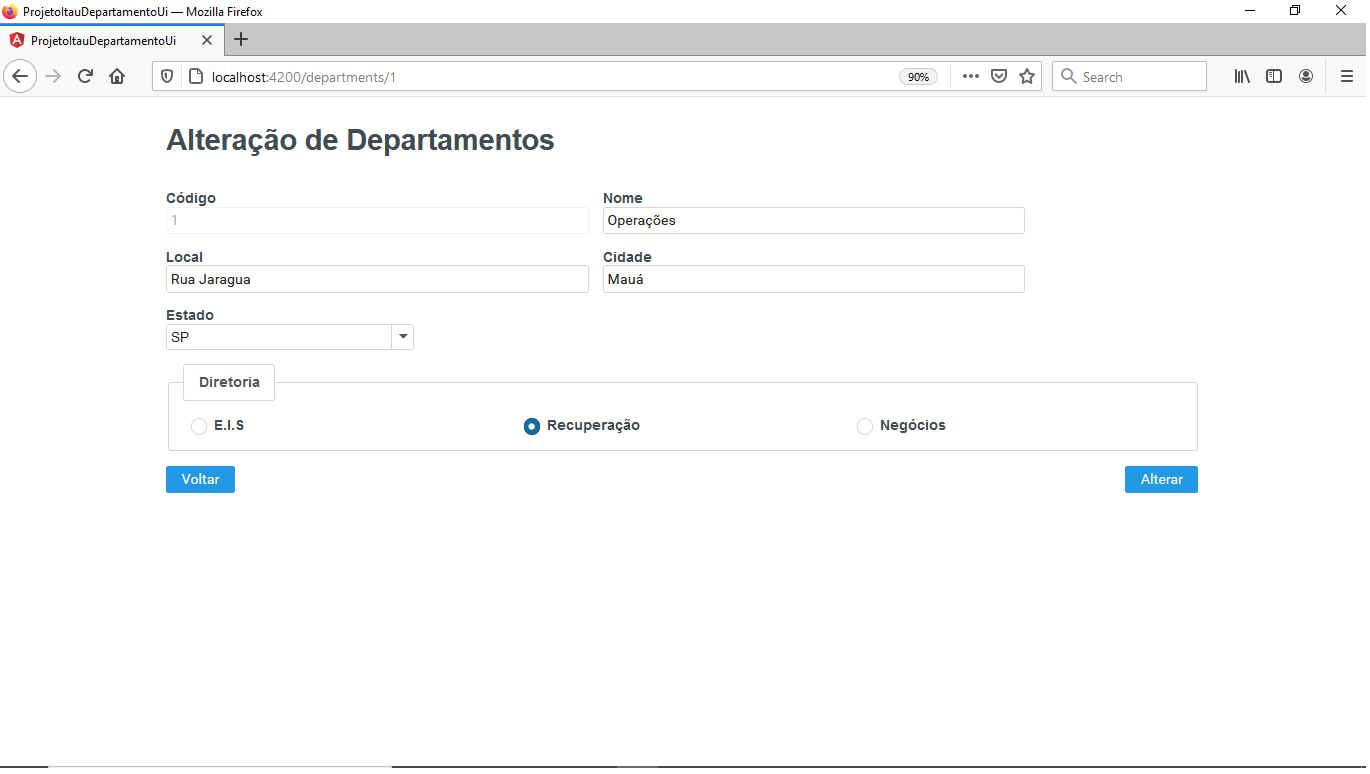 ProjetoItauDepartamentoUi — Mozilla Firefox
ProjetoItauDepartamentoUi
localhost:4200/departments/1 90% Search
Alteração de Departamentos
Código Nome
1 Operações
Local Cidade
Rua Jaragua Mauá
Estado
SP
Diretoria
E.I.S Recuperação Negócios
Voltar Alterar